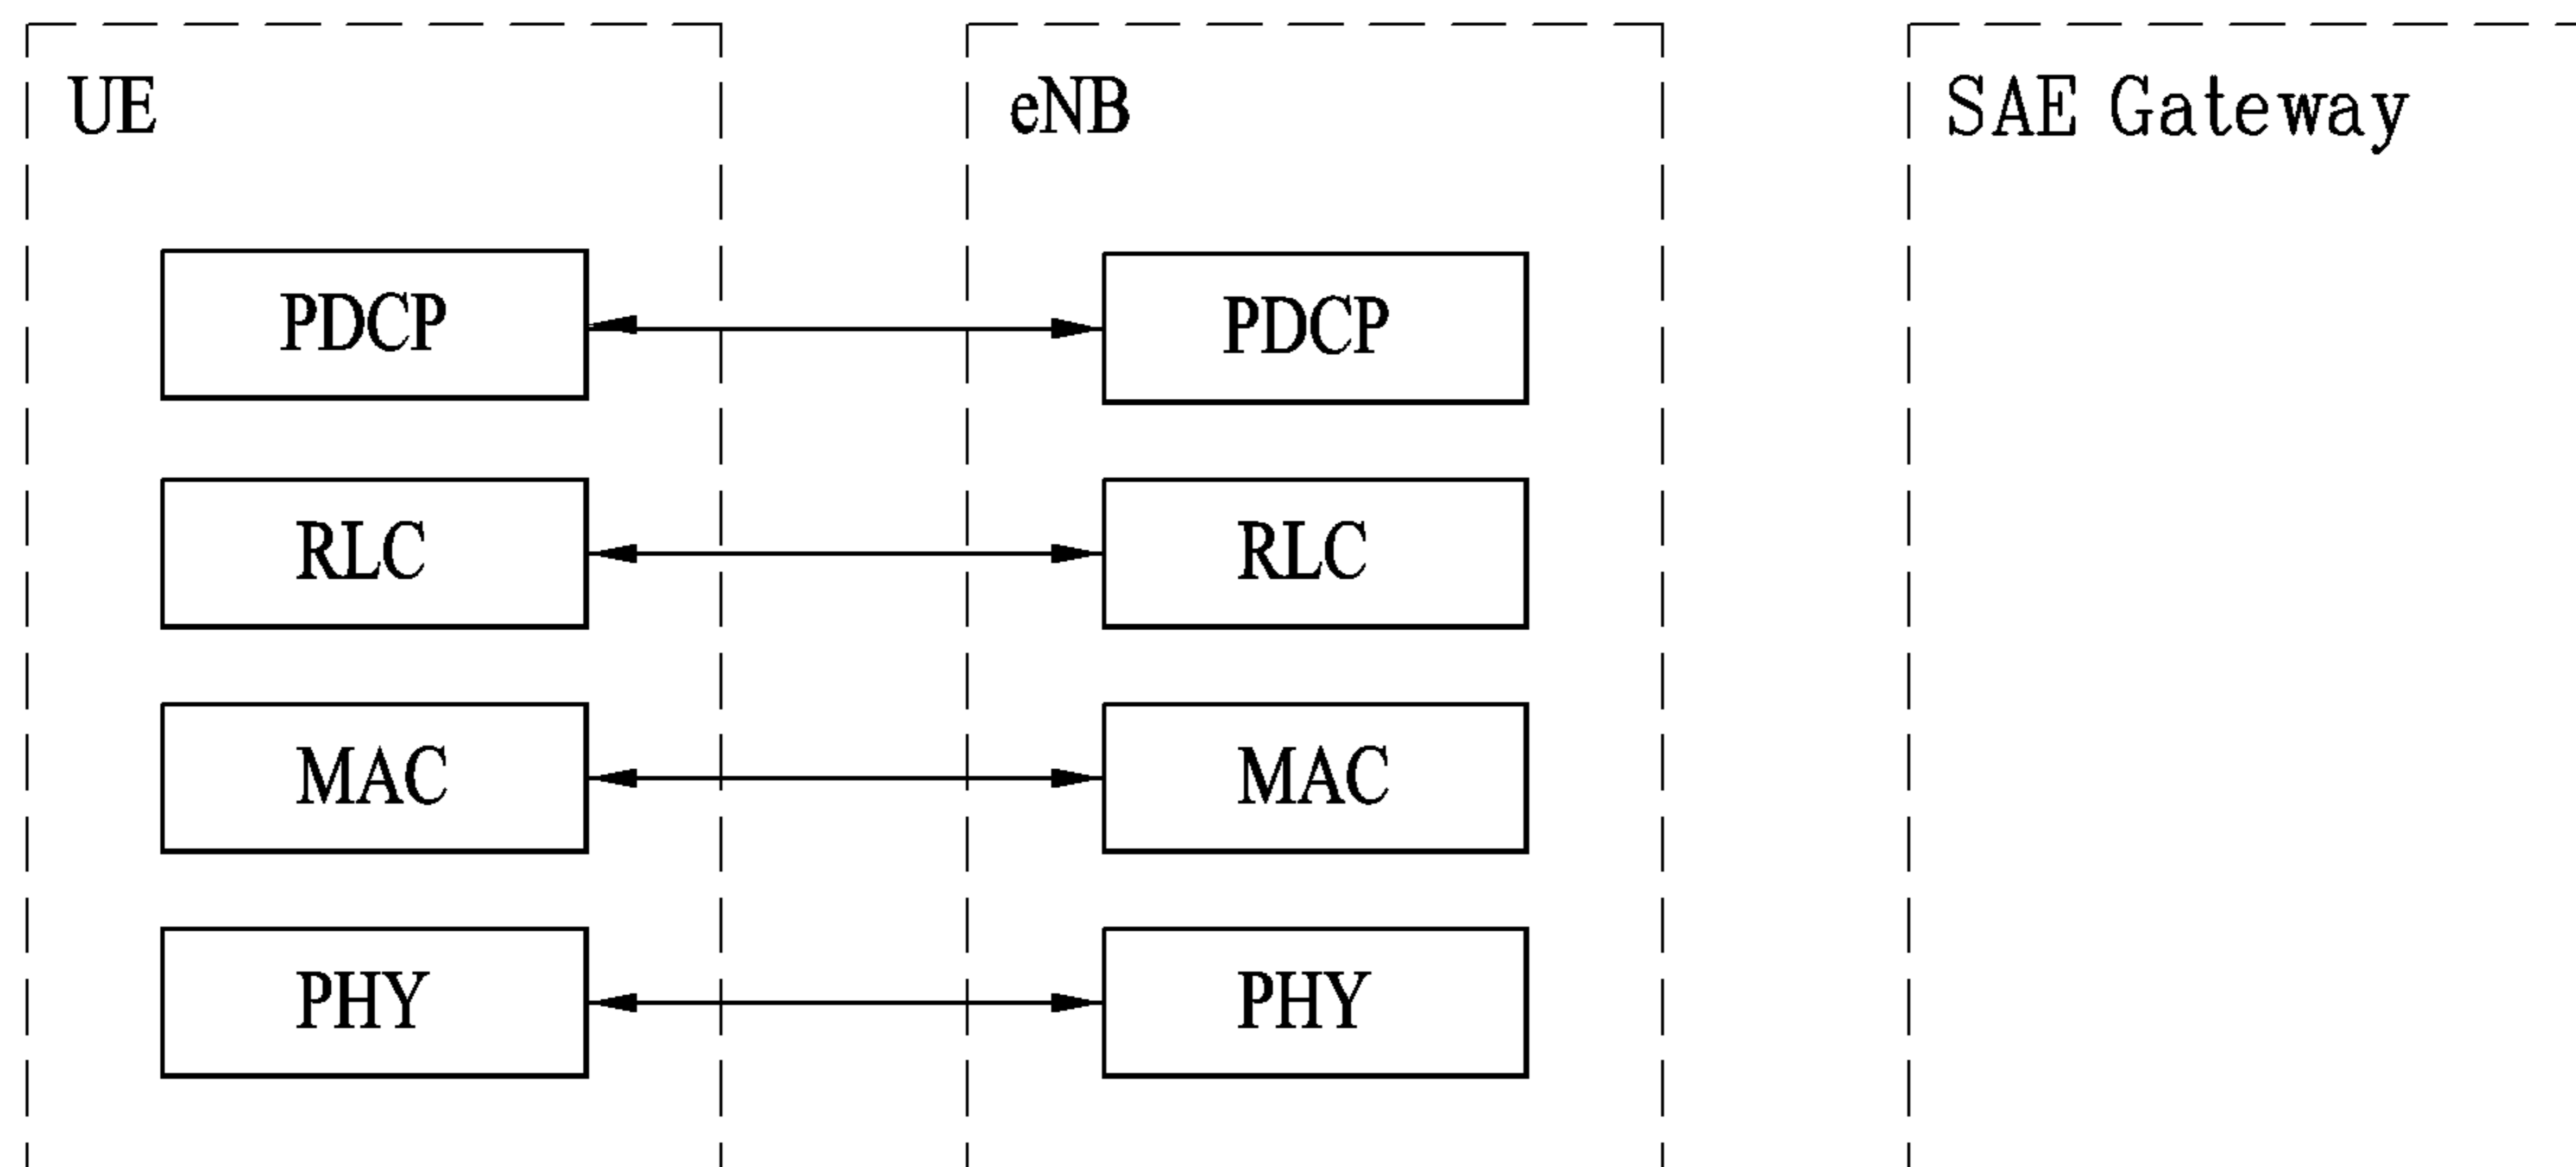 UE
eNB
SAE Gateway
PDCP
PDCP
RLC
RLC
MAC
MAC
PHY
PHY